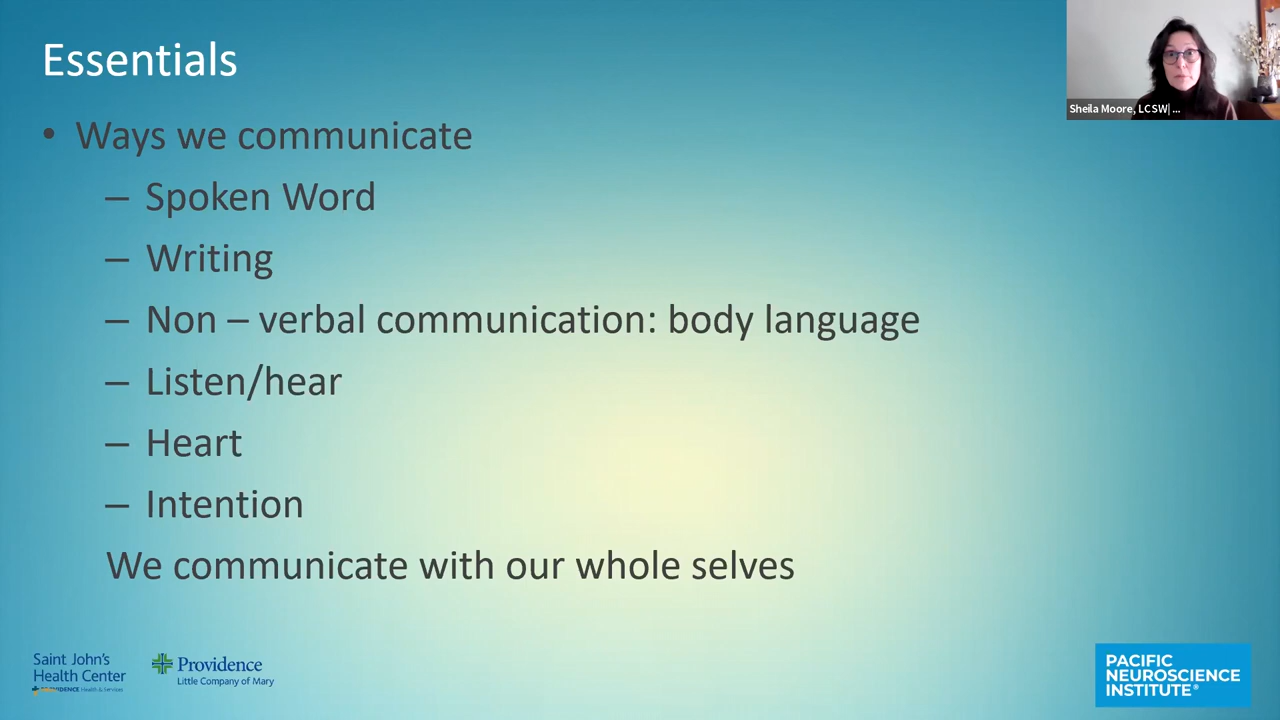 Essentials
Sheila Moore, LCSW| ...
• Ways we communicate
– Spoken Word
– Writing
– Non – verbal communication: body language
– Listen/hear
– Heart
– Intention
We communicate with our whole selves
Saint John's
Health Center
PROVIDENCE Health & Services
Providence
Little Company of Mary
PACIFIC
NEUROSCIENCE
INSTITUTE®